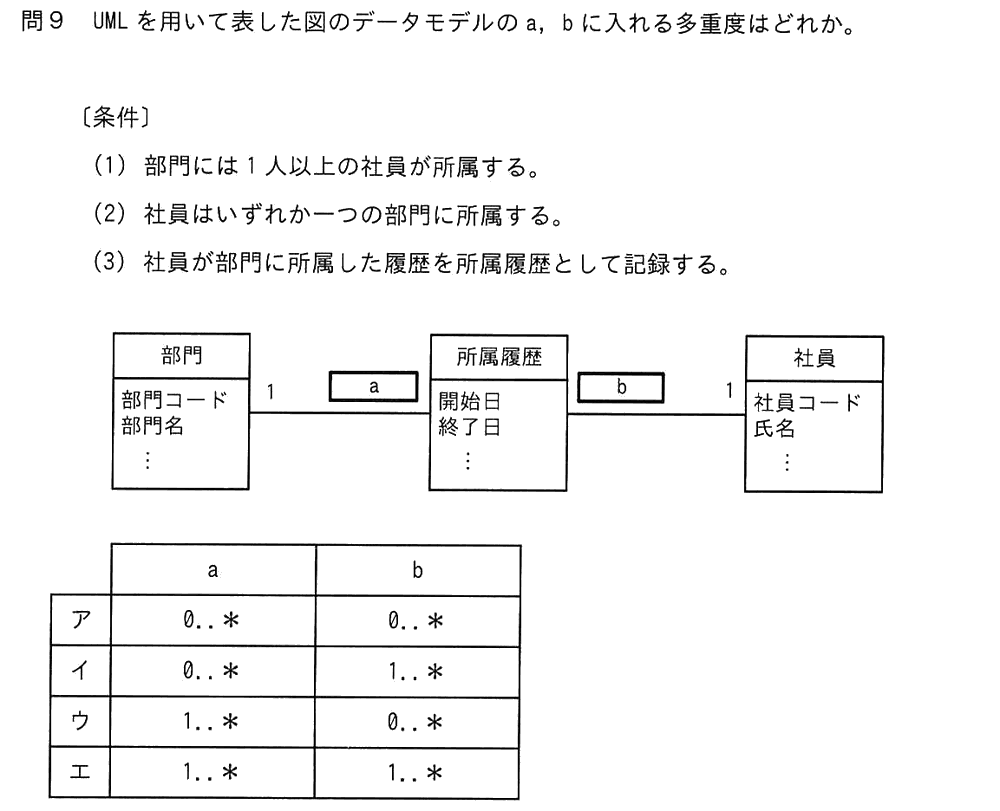 問9 UMLを用いて表した図のデータモデルのa，bに入れる多重度はどれか。
〔条件〕
(1) 部門には1人以上の社員が所属する。
(2) 社員はいずれか一つの部門に所属する。
(3) 社員が部門に所属した履歴を所属履歴として記録する。
部門 所属履歴 社員
1 a b 1
部門コード 開始日 社員コード
部門名 終了日 氏名
⋮ ⋮ ⋮
a b
ア 0..＊ 0..＊
イ 0..＊ 1..＊
ウ 1..＊ 0..＊
エ 1..＊ 1..＊